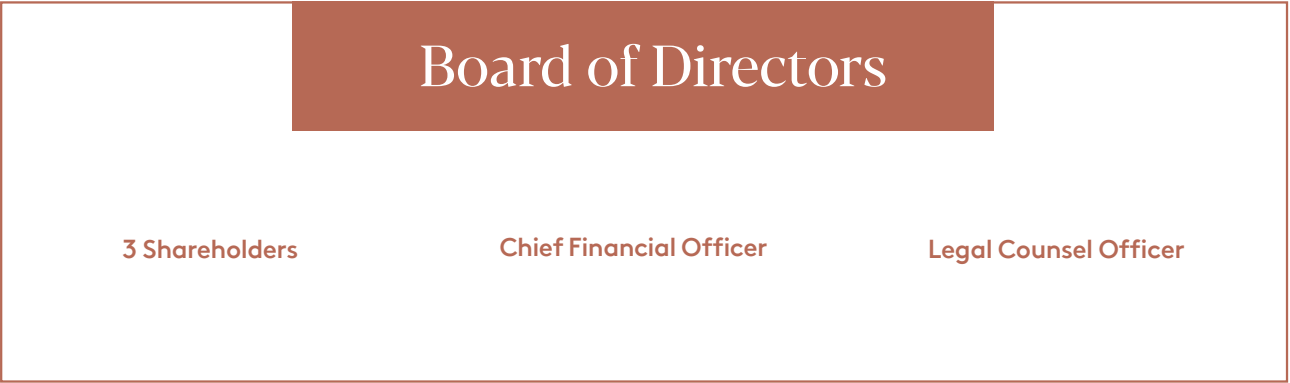 Board of Directors
3 Shareholders
Chief Financial Officer
Legal Counsel Officer